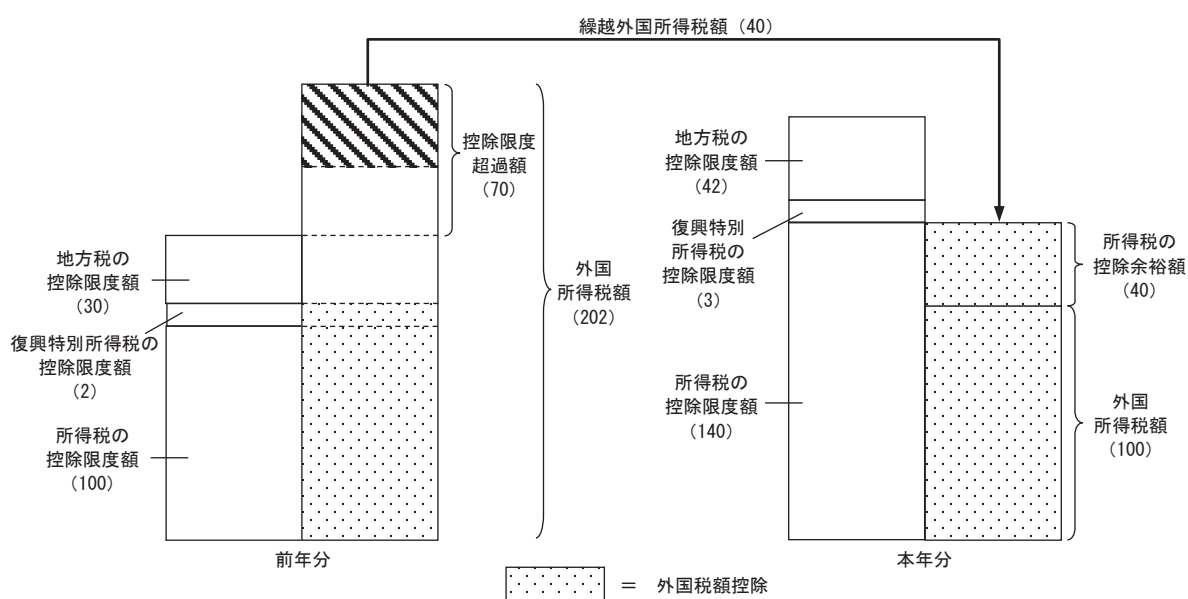 繰越外国所得税額（40）
控除限度
超過額
（70）
地方税の
控除限度額
（30）
復興特別所得税の
控除限度額
（2）
所得税の
控除限度額
（100）
外国
所得税額
（202）
前年分
地方税の
控除限度額
（42）
復興特別
所得税の
控除限度額
（3）
所得税の
控除限度額
（140）
所得税の
控除余裕額
（40）
外国
所得税額
（100）
本年分
＝ 外国税額控除